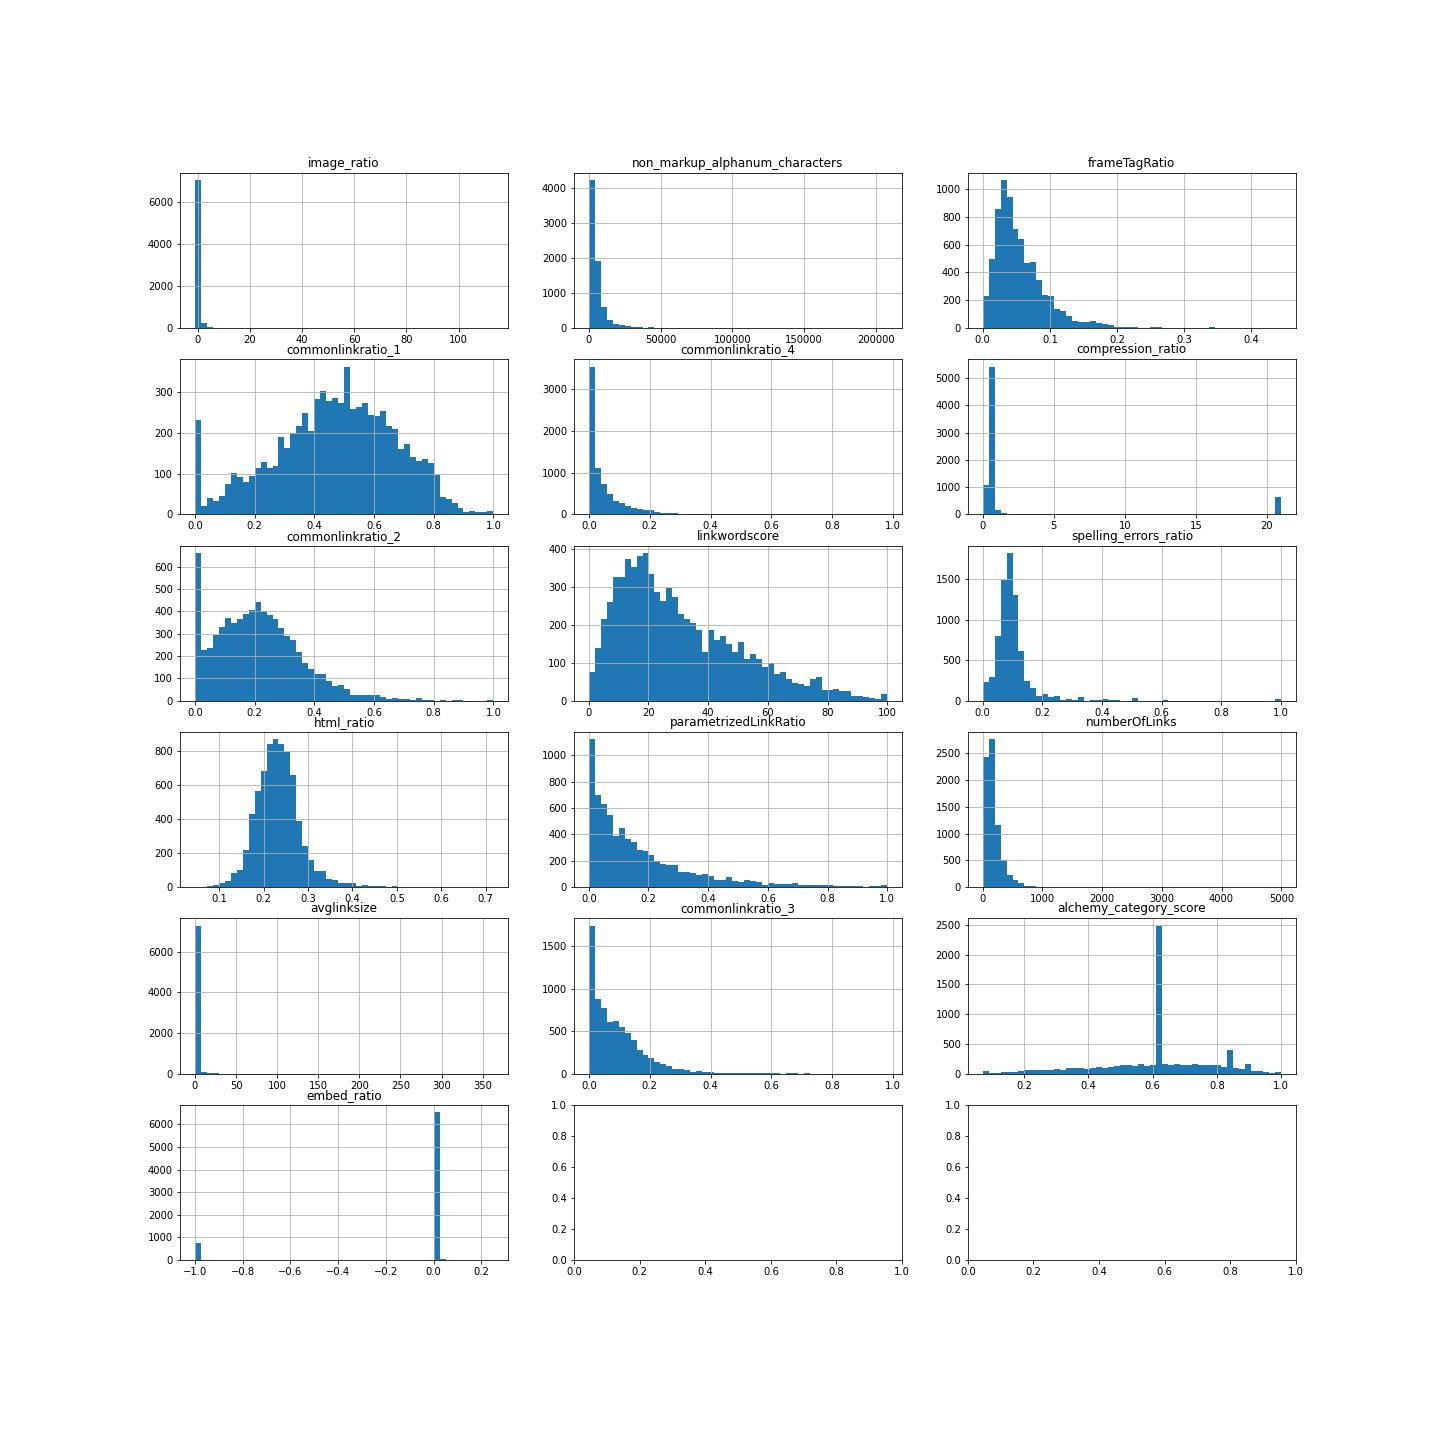 image_ratio
6000
4000
2000
0
0 20 40 60 80 100
non_markup_alphanum_characters
4000
3000
2000
1000
0
0 50000 100000 150000 200000
frameTagRatio
1000
800
600
400
200
0
0.0 0.1 0.2 0.3 0.4
commonlinkratio_1
300
200
100
0
0.0 0.2 0.4 0.6 0.8 1.0
commonlinkratio_4
3000
2000
1000
0
0.0 0.2 0.4 0.6 0.8 1.0
compression_ratio
5000
4000
3000
2000
1000
0
0 5 10 15 20
commonlinkratio_2
600
500
400
300
200
100
0
0.0 0.2 0.4 0.6 0.8 1.0
linkwordscore
400
300
200
100
0
0 20 40 60 80 100
spelling_errors_ratio
1500
1000
500
0
0.0 0.2 0.4 0.6 0.8 1.0
html_ratio
800
600
400
200
0
0.1 0.2 0.3 0.4 0.5 0.6 0.7
parametrizedLinkRatio
1000
800
600
400
200
0
0.0 0.2 0.4 0.6 0.8 1.0
numberOfLinks
2500
2000
1500
1000
500
0
0 1000 2000 3000 4000 5000
avglinksize
6000
4000
2000
0
0 50 100 150 200 250 300 350
commonlinkratio_3
1500
1000
500
0
0.0 0.2 0.4 0.6 0.8 1.0
alchemy_category_score
2500
2000
1500
1000
500
0
0.2 0.4 0.6 0.8 1.0
embed_ratio
6000
5000
4000
3000
2000
1000
0
−1.0 −0.8 −0.6 −0.4 −0.2 0.0 0.2
1.0
0.8
0.6
0.4
0.2
0.0
0.0 0.2 0.4 0.6 0.8 1.0
1.0
0.8
0.6
0.4
0.2
0.0
0.0 0.2 0.4 0.6 0.8 1.0